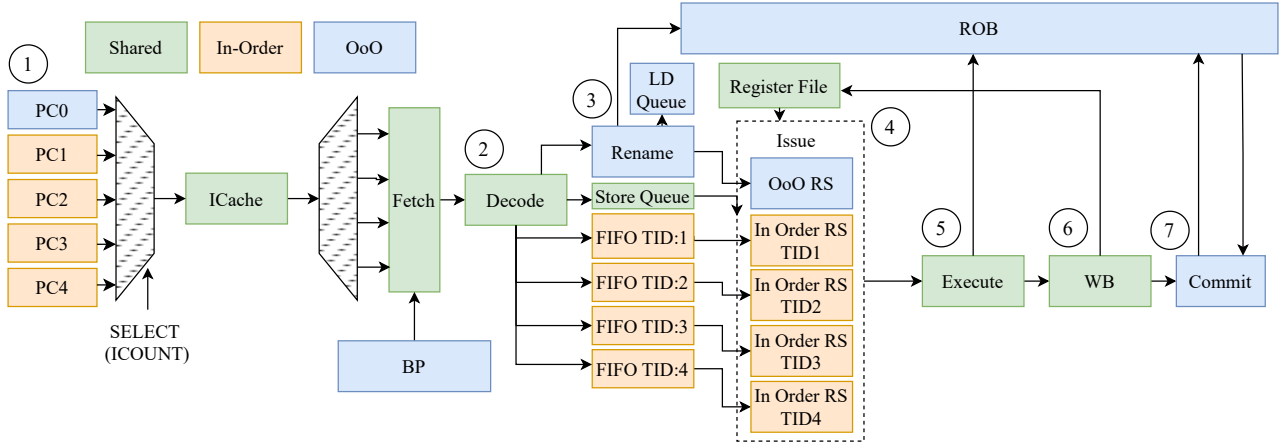 Shared
In-Order
OoO
ROB
1
PC0
PC1
PC2
PC3
PC4
SELECT
(ICOUNT)
ICache
Fetch
BP
2
Decode
3
LD
Queue
Rename
Store Queue
FIFO TID:1
FIFO TID:2
FIFO TID:3
FIFO TID:4
Register File
4
Issue
OoO RS
In Order RS
TID1
In Order RS
TID2
In Order RS
TID3
In Order RS
TID4
5
Execute
6
WB
7
Commit